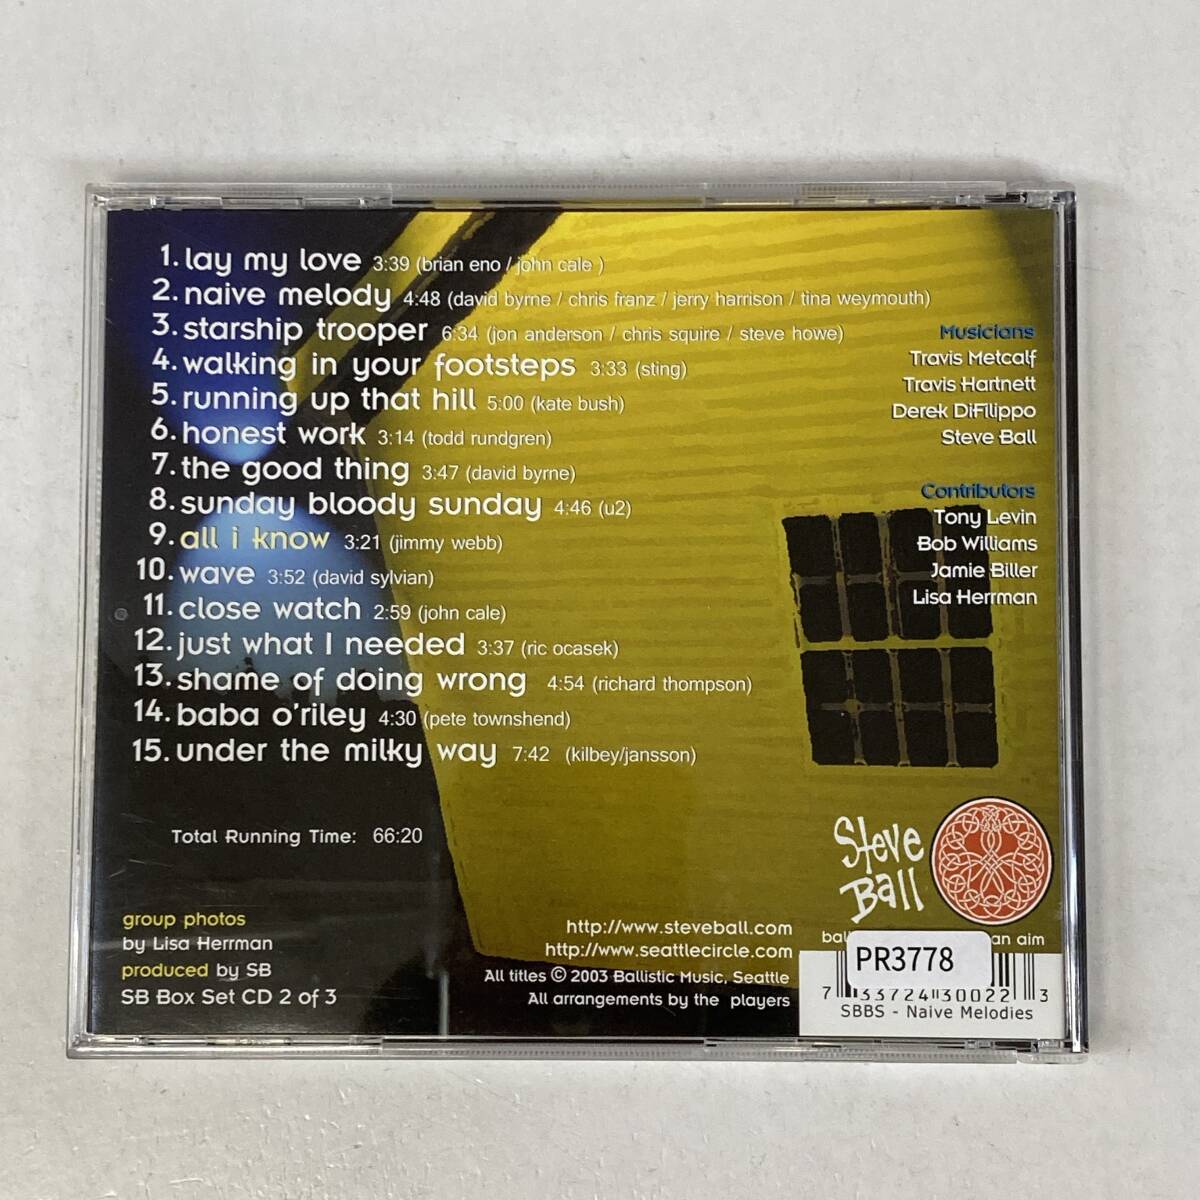 1. lay my love 3:39 (brian eno / john cale )
2. naive melody 4:48 (david byrne / chris franz / jerry harrison / tina weymouth)
3. starship trooper 6:34 (jon anderson / chris squire / steve howe)
4. walking in your footsteps 3:33 (sting)
5. running up that hill 5:00 (kate bush)
6. honest work 3:14 (todd rundgren)
7. the good thing 3:47 (david byrne)
8. sunday bloody sunday 4:46 (u2)
9. all i know 3:21 (jimmy webb)
10. wave 3:52 (david sylvian)
11. close watch 2:59 (john cale)
12. just what I needed 3:37 (ric ocasek)
13. shame of doing wrong 4:54 (richard thompson)
14. baba o'riley 4:30 (pete townshend)
15. under the milky way 7:42 (kilbey/jansson)
Total Running Time: 66:20
Musicians
Travis Metcalf
Travis Hartnett
Derek DiFilippo
Steve Ball
Contributors
Tony Levin
Bob Williams
Jamie Biller
Lisa Herrman
group photos
by Lisa Herrman
produced by SB
SB Box Set CD 2 of 3
http://www.steveball.com
http://www.seattlecircle.com
All titles © 2003 Ballistic Music, Seattle
All arrangements by the players
Steve
Ball
an aim
PR3778
7 33724 30022 3
SBBS - Naive Melodies